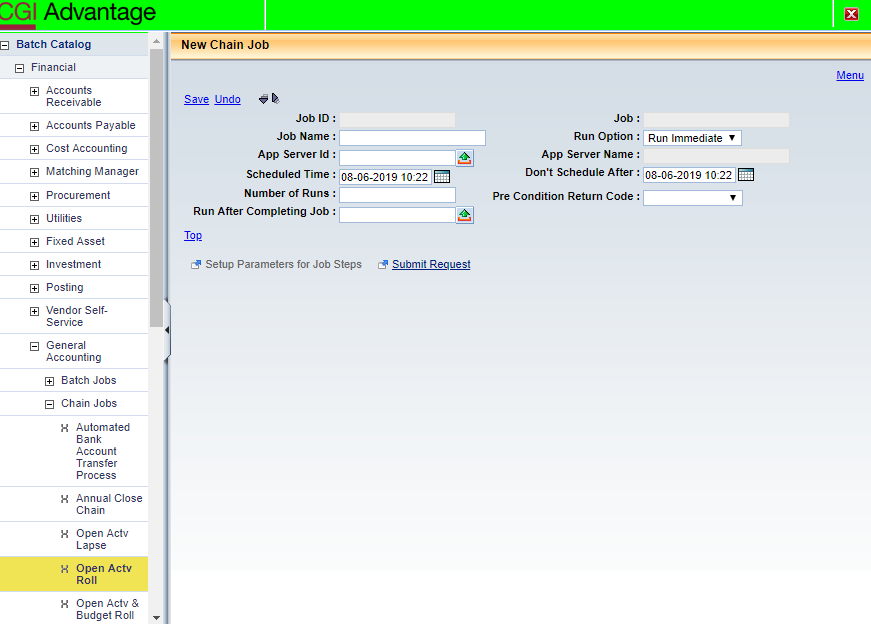 CGI Advantage
Batch Catalog
Financial
Accounts
Receivable
Accounts Payable
Cost Accounting
Matching Manager
Procurement
Utilities
Fixed Asset
Investment
Posting
Vendor Self-
Service
General
Accounting
Batch Jobs
Chain Jobs
Automated
Bank
Account
Transfer
Process
Annual Close
Chain
Open Actv
Lapse
Open Actv
Roll
Open Actv &
Budget Roll
New Chain Job
Menu
Save Undo
Job ID : Job :
Job Name : Run Option : Run Immediate
App Server Id : App Server Name :
Scheduled Time : 08-06-2019 10:22 Don't Schedule After : 08-06-2019 10:22
Number of Runs : Pre Condition Return Code :
Run After Completing Job :
Top
Setup Parameters for Job Steps Submit Request